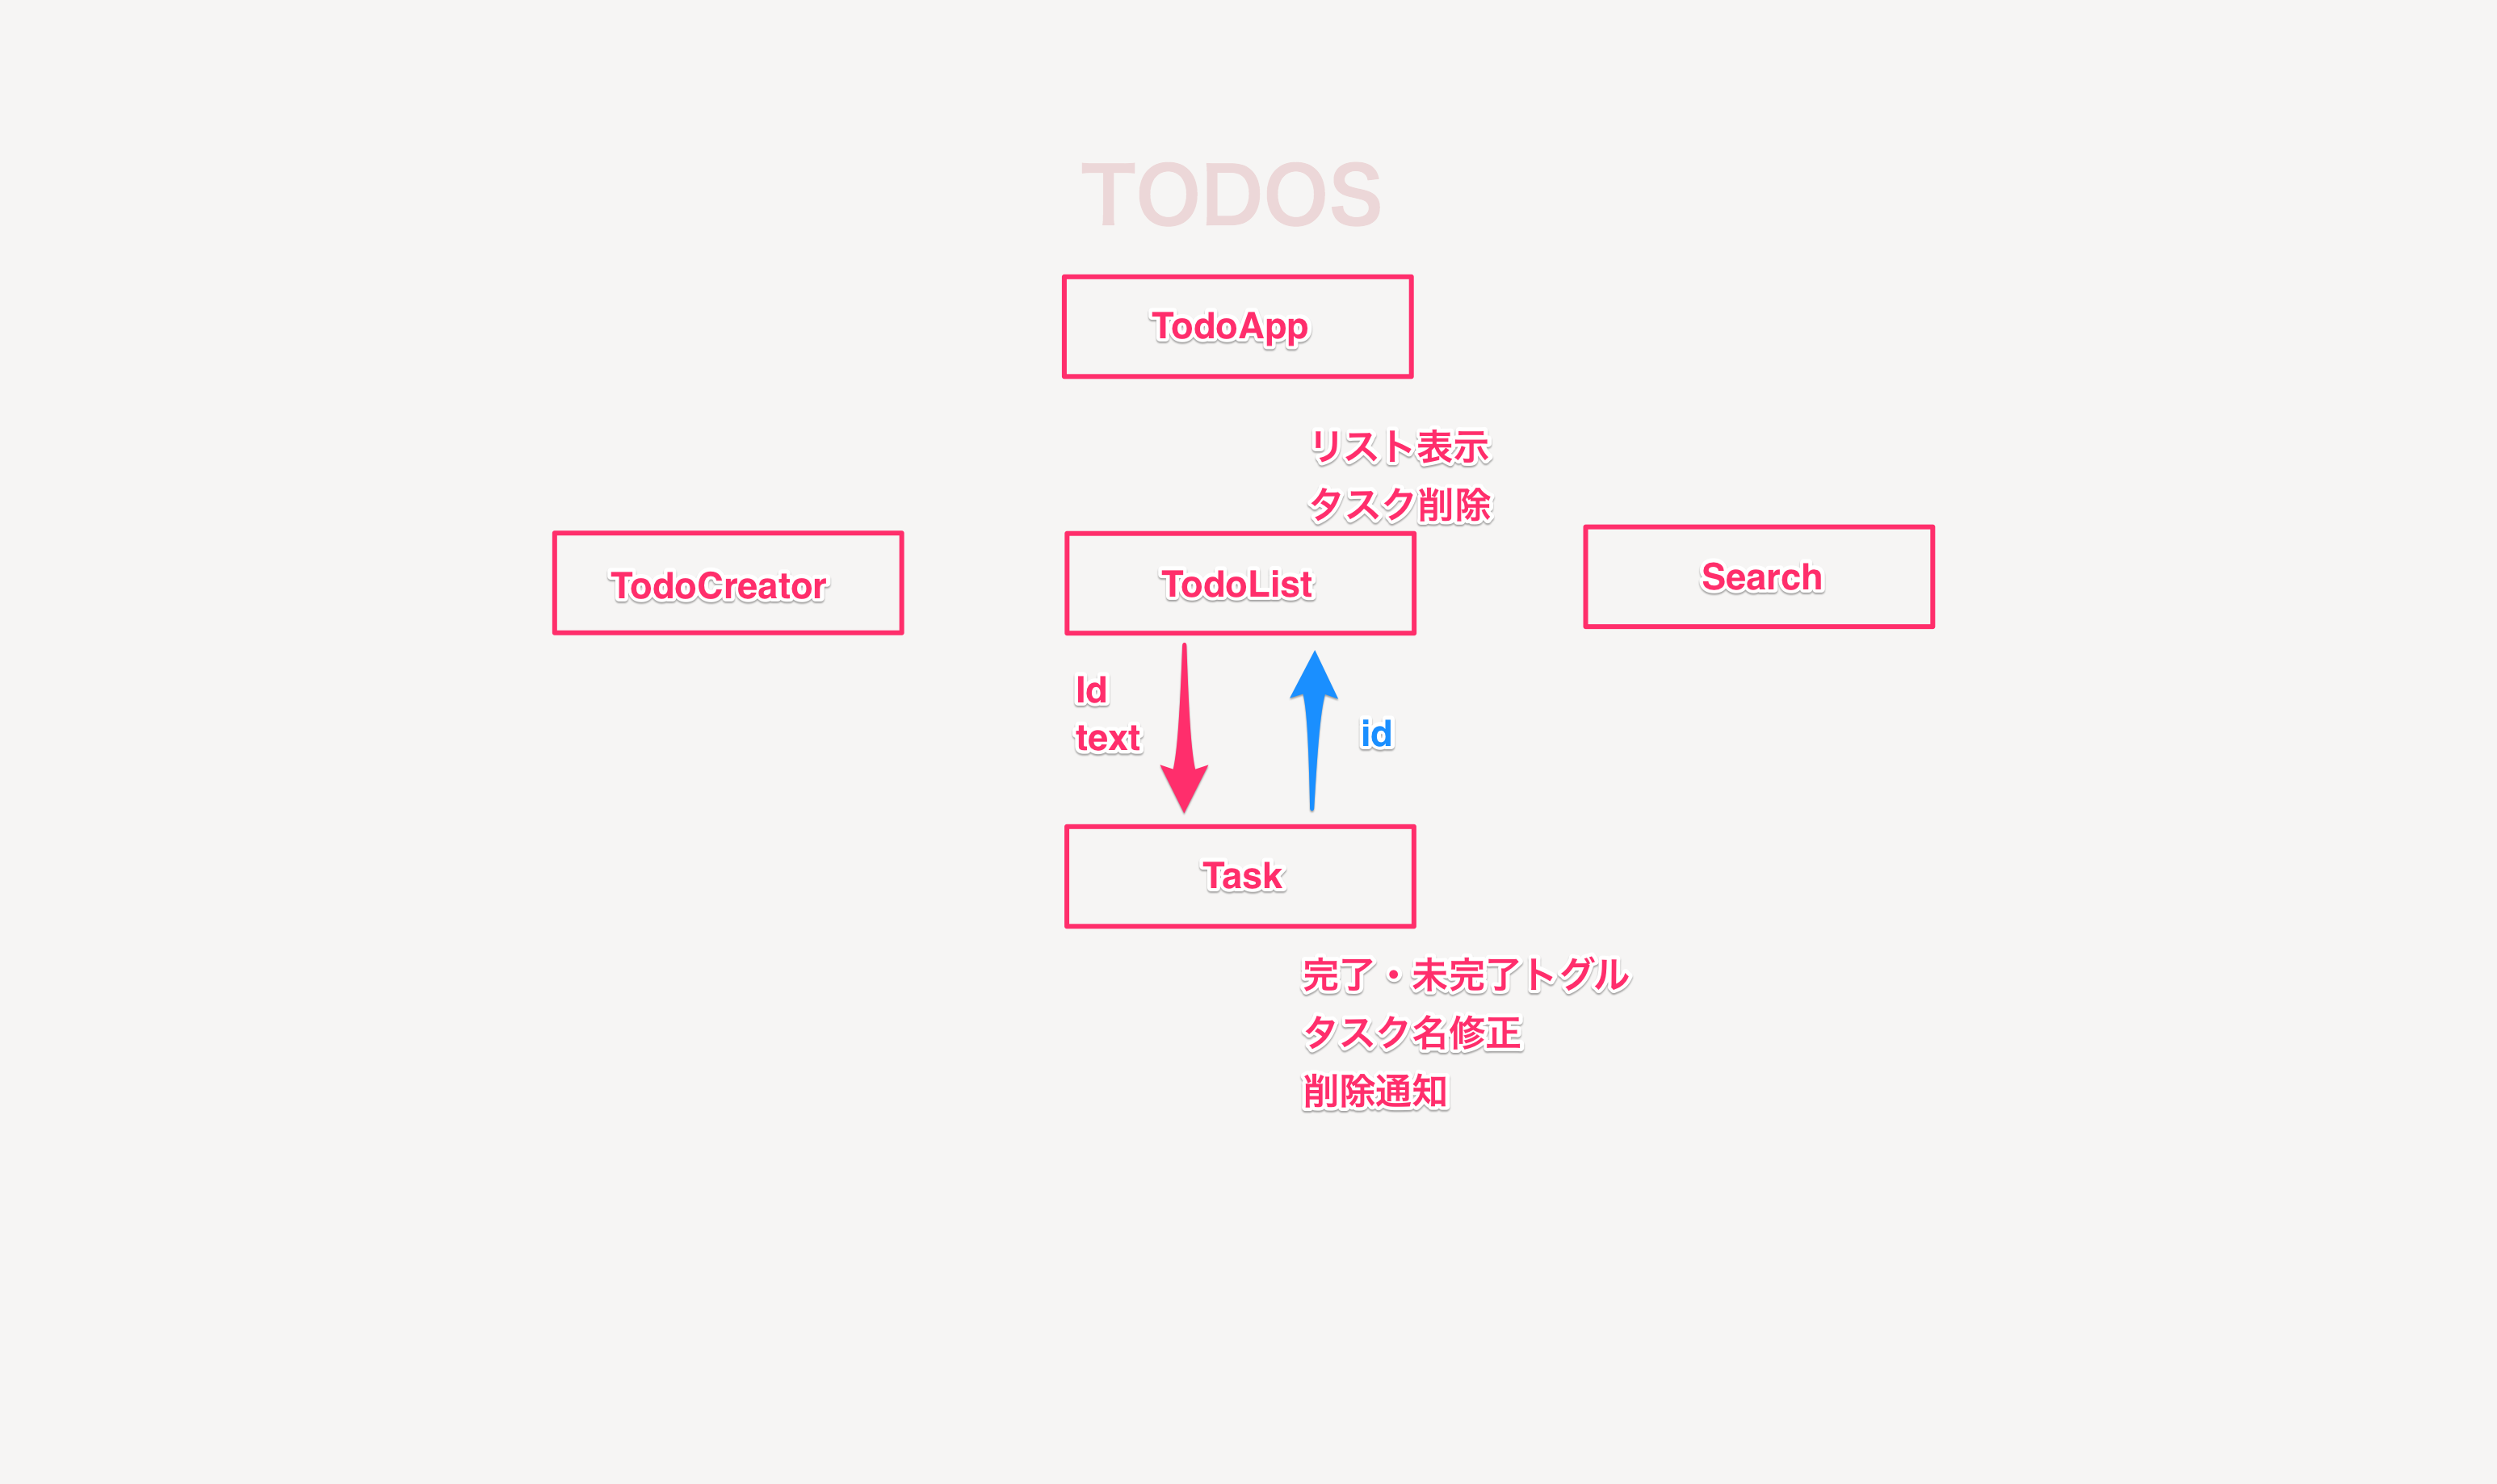 TODOS
TodoApp
リスト表示
タスク削除
TodoCreator
TodoList
Search
Id
text
id
Task
完了・未完了トグル
タスク名修正
削除通知